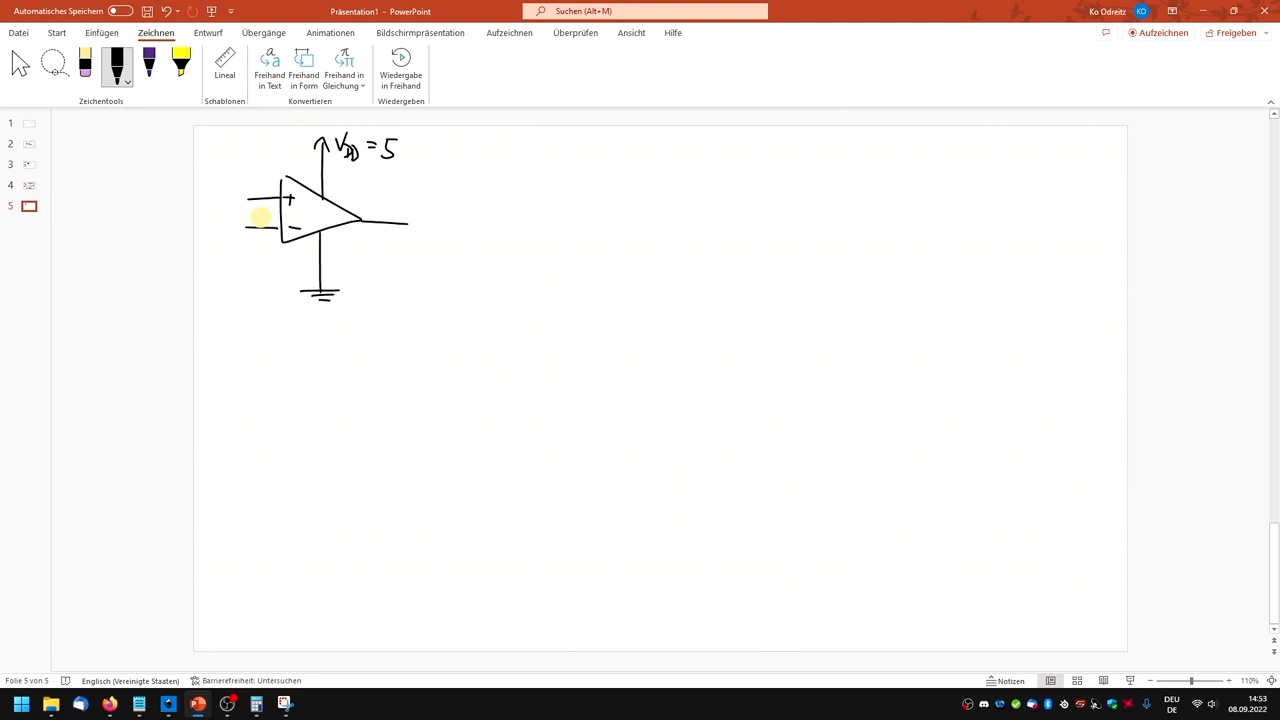 Automatisches Speichern
Präsentation1 - PowerPoint
Suchen (Alt+M)
Ko Odreitz
KO
Datei
Start
Einfügen
Zeichnen
Entwurf
Übergänge
Animationen
Bildschirmpräsentation
Aufzeichnen
Überprüfen
Ansicht
Hilfe
Aufzeichnen
Freigeben
Lineal
Freihand in Text
Freihand in Form
Freihand in Gleichung
Wiedergabe in Freihand
Zeichentools
Schablonen
Konvertieren
Wiedergeben
1
2
3
4
5
VDD = 5
+
-
Folie 5 von 5
Englisch (Vereinigte Staaten)
Barrierefreiheit: Untersuchen
Notizen
110%
DEU
DE
14:53
08.09.2022